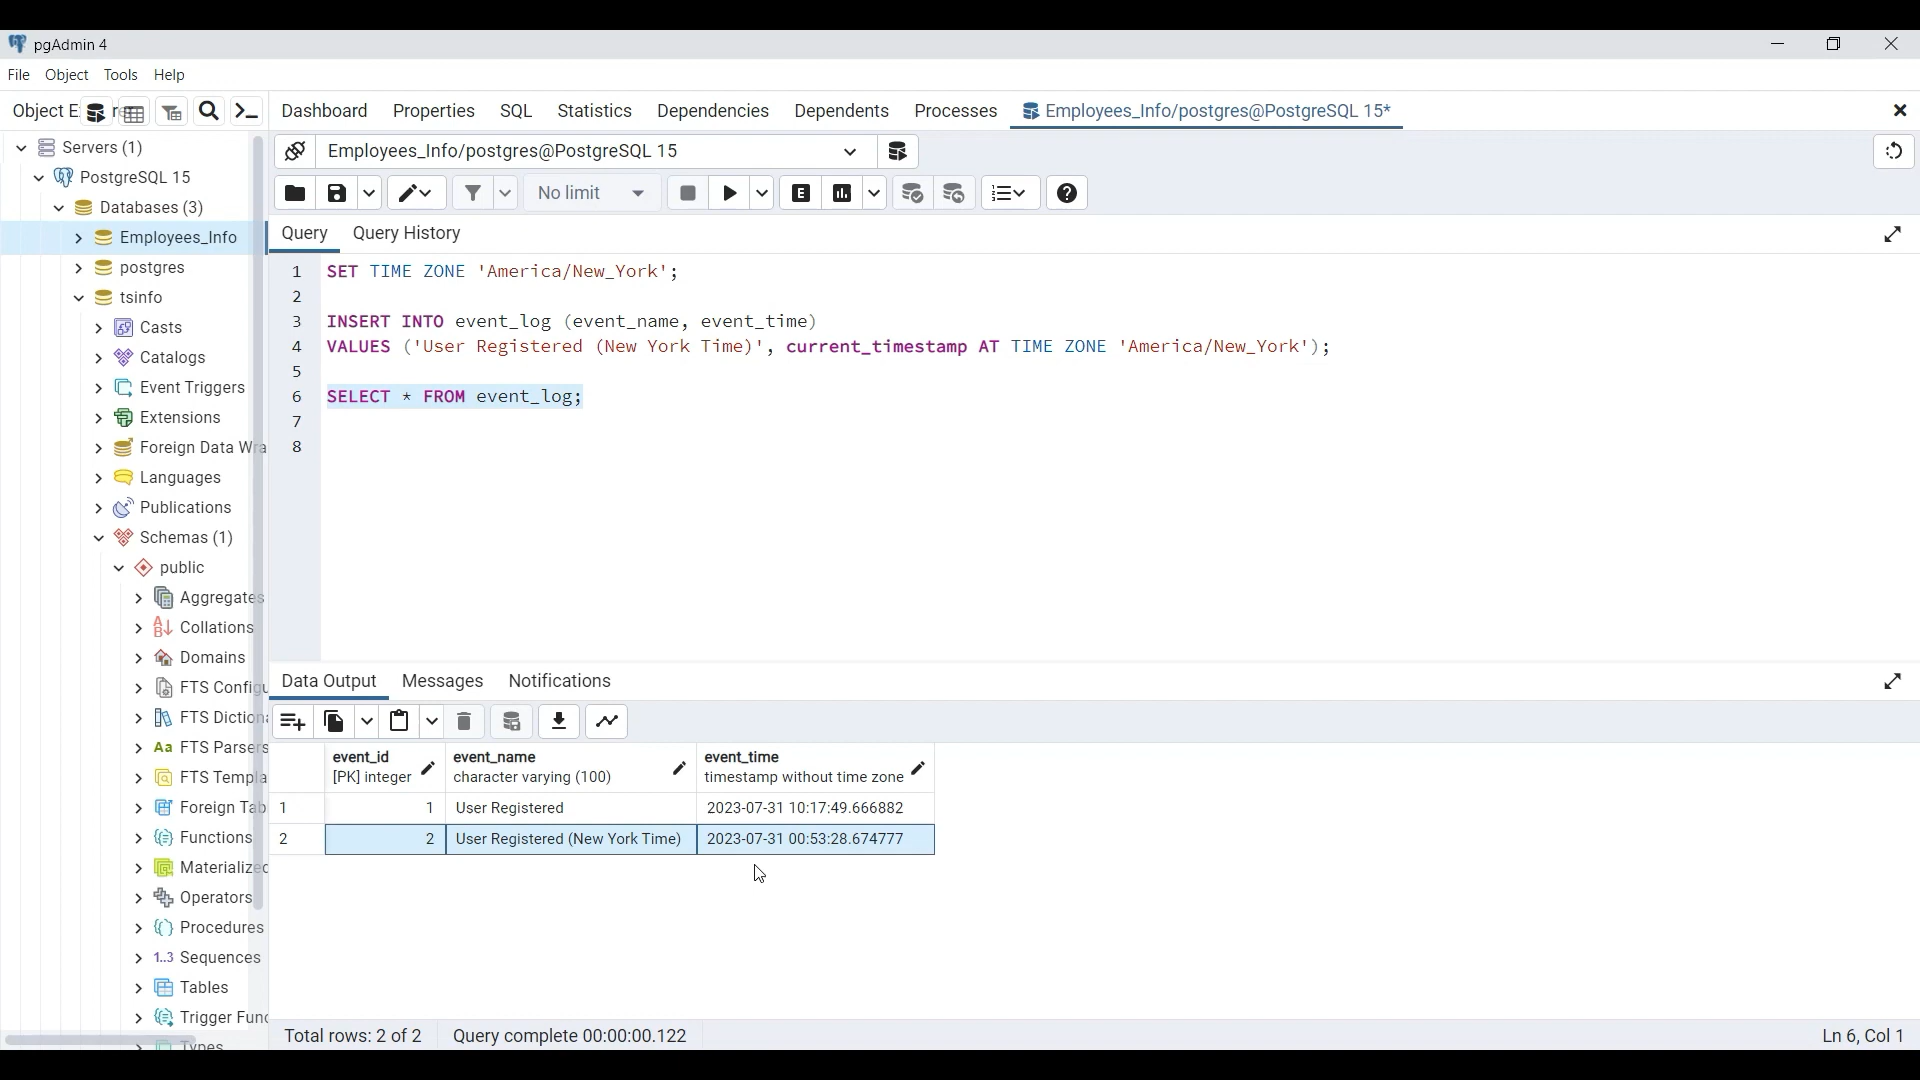 pgAdmin 4
File Object Tools Help
Object E
Dashboard Properties SQL Statistics Dependencies Dependents Processes Employees_Info/postgres@PostgreSQL 15*
Servers (1)
PostgreSQL 15
Databases (3)
Employees_Info
postgres
tsinfo
Casts
Catalogs
Event Triggers
Extensions
Foreign Data Wra
Languages
Publications
Schemas (1)
public
Aggregates
Collations
Domains
FTS Configu
FTS Diction
Aa FTS Parsers
FTS Templa
Foreign Tab
Functions
Materialized
Operators
Procedures
1..3 Sequences
Tables
Trigger Func
Types
Employees_Info/postgres@PostgreSQL 15
No limit
E
Query Query History
1 SET TIME ZONE 'America/New_York';
2
3 INSERT INTO event_log (event_name, event_time)
4 VALUES ('User Registered (New York Time)', current_timestamp AT TIME ZONE 'America/New_York');
5
6 SELECT * FROM event_log;
7
8
Data Output Messages Notifications
event_id event_name event_time
[PK] integer character varying (100) timestamp without time zone
1 1 User Registered 2023-07-31 10:17:49.666882
2 2 User Registered (New York Time) 2023-07-31 00:53:28.674777
Total rows: 2 of 2 Query complete 00:00:00.122 Ln 6, Col 1